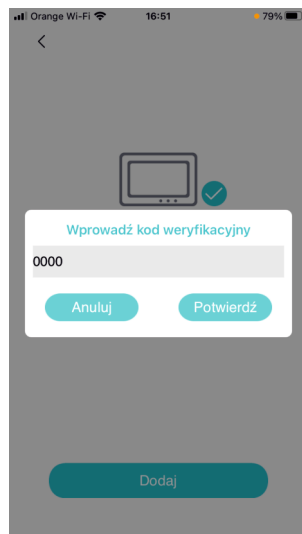 Orange Wi-Fi 16:51 79%
Wprowadź kod weryfikacyjny
0000
Anuluj Potwierdź
Dodaj